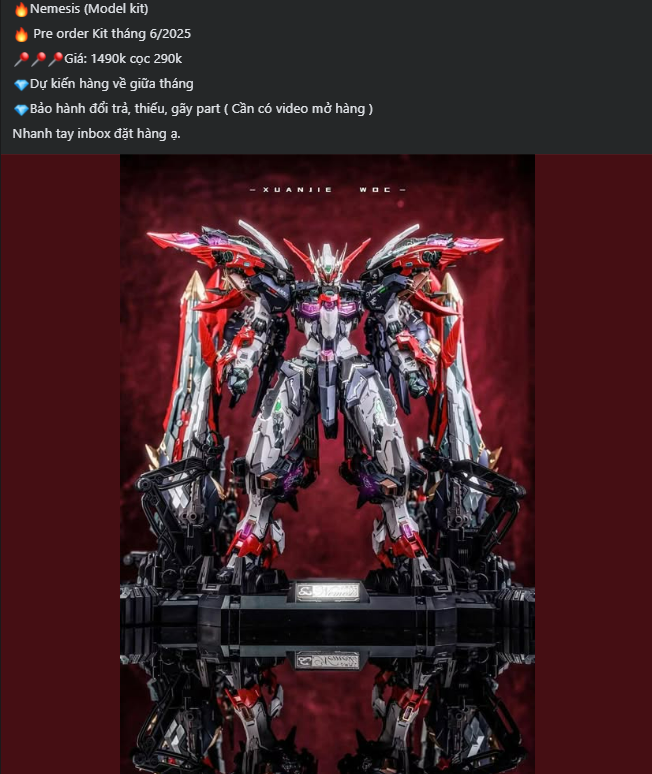 🔥Nemesis (Model kit)
🔥 Pre order Kit tháng 6/2025
📍📍📍Giá: 1490k cọc 290k
💎Dự kiến hàng về giữa tháng
💎Bảo hành đổi trả, thiếu, gãy part ( Cần có video mở hàng )
Nhanh tay inbox đặt hàng ạ.
– XUANJIE WQC –
Nemesis